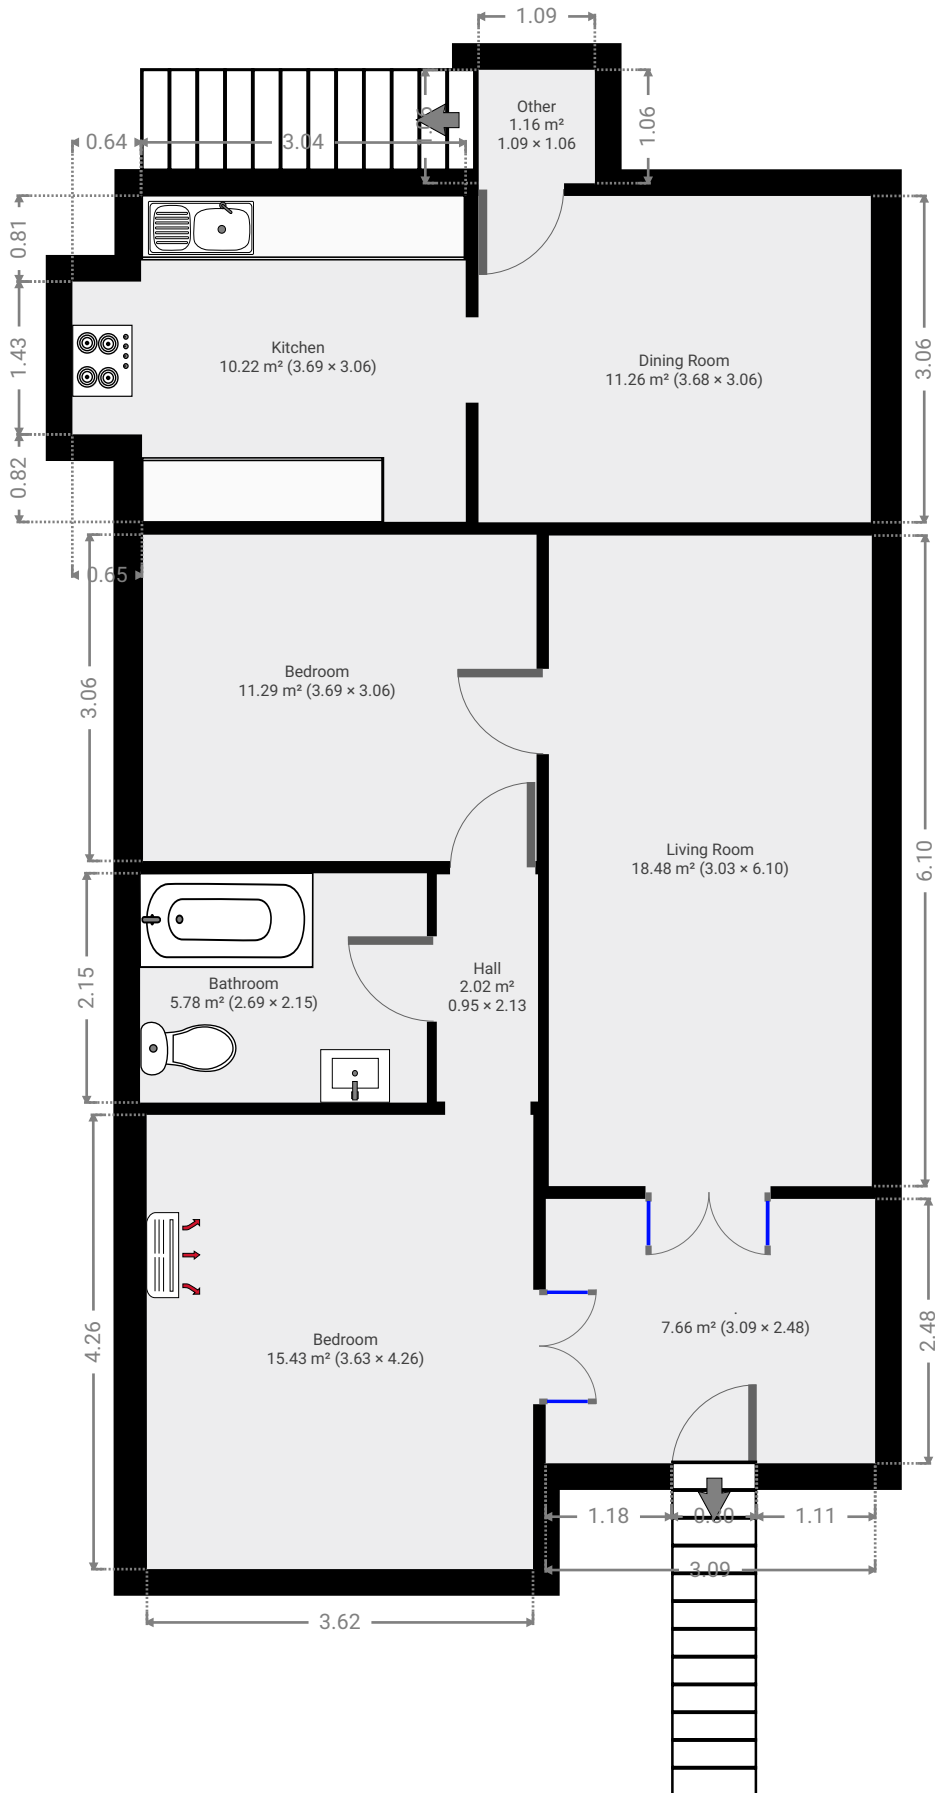 1.09
Other
1.16 m²
1.09 × 1.06
1.06
0.64
3.04
0.81
1.43
0.82
Kitchen
10.22 m² (3.69 × 3.06)
Dining Room
11.26 m² (3.68 × 3.06)
3.06
0.65
3.06
Bedroom
11.29 m² (3.69 × 3.06)
Living Room
18.48 m² (3.03 × 6.10)
6.10
2.15
Bathroom
5.78 m² (2.69 × 2.15)
Hall
2.02 m²
0.95 × 2.13
4.26
Bedroom
15.43 m² (3.63 × 4.26)
.
7.66 m² (3.09 × 2.48)
2.48
1.18
1.11
3.09
3.62